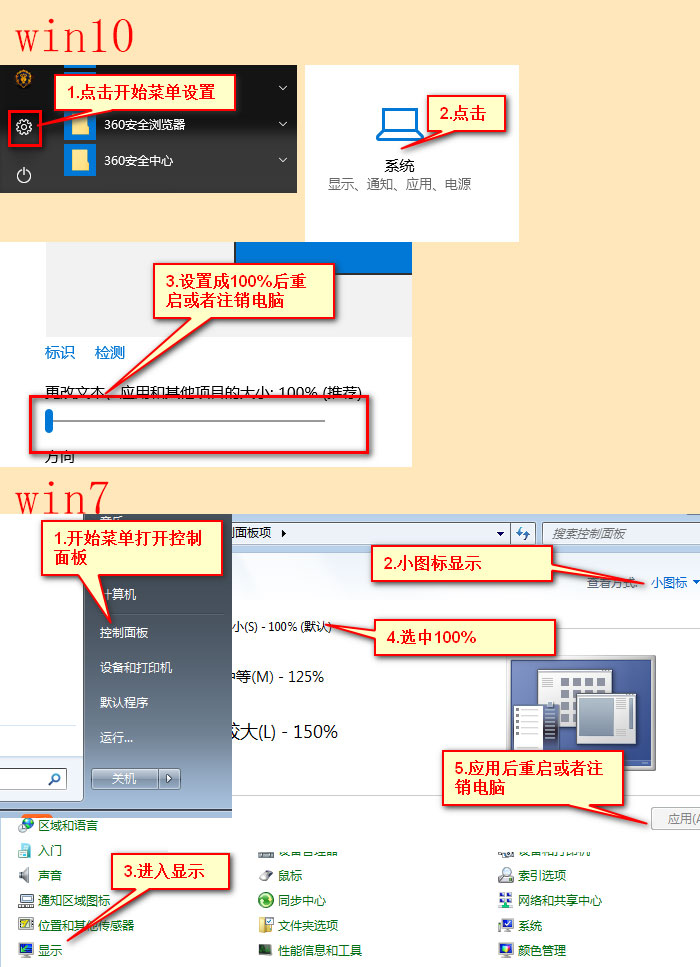 win10
1.点击开始菜单设置
360安全浏览器
360安全中心
2.点击
系统
显示、通知、应用、电源
3.设置成100%后重
启或者注销电脑
标识 检测
更改文本、应用和其他项目的大小: 100% (推荐)
方向
win7
1.开始菜单打开控制
面板
面板项
搜索控制面板
2.小图标显示
查看方式: 小图标
计算机
控制面板
设备和打印机
默认程序
运行...
关机
小(S) - 100% (默认)
4.选中100%
中等(M) - 125%
较大(L) - 150%
5.应用后重启或者注
销电脑
应用(A
区域和语言
入门
设备管理器
设备和打印机
声音
3.进入显示
鼠标
索引选项
通知区域图标
同步中心
网络和共享中心
位置和其他传感器
文件夹选项
系统
显示
性能信息和工具
颜色管理